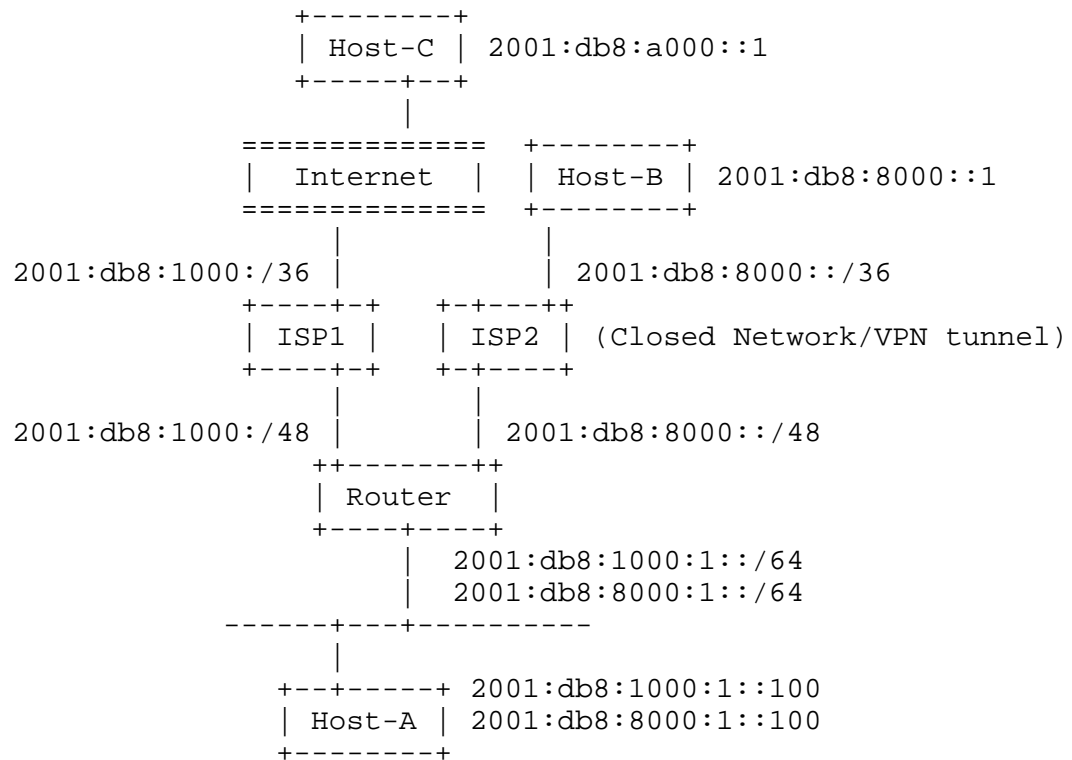 Host-C 2001:db8:a000::1
Internet Host-B 2001:db8:8000::1
2001:db8:1000:/36 2001:db8:8000::/36
ISP1 ISP2 (Closed Network/VPN tunnel)
2001:db8:1000:/48 2001:db8:8000::/48
Router
2001:db8:1000:1::/64
2001:db8:8000:1::/64
2001:db8:1000:1::100
Host-A 2001:db8:8000:1::100